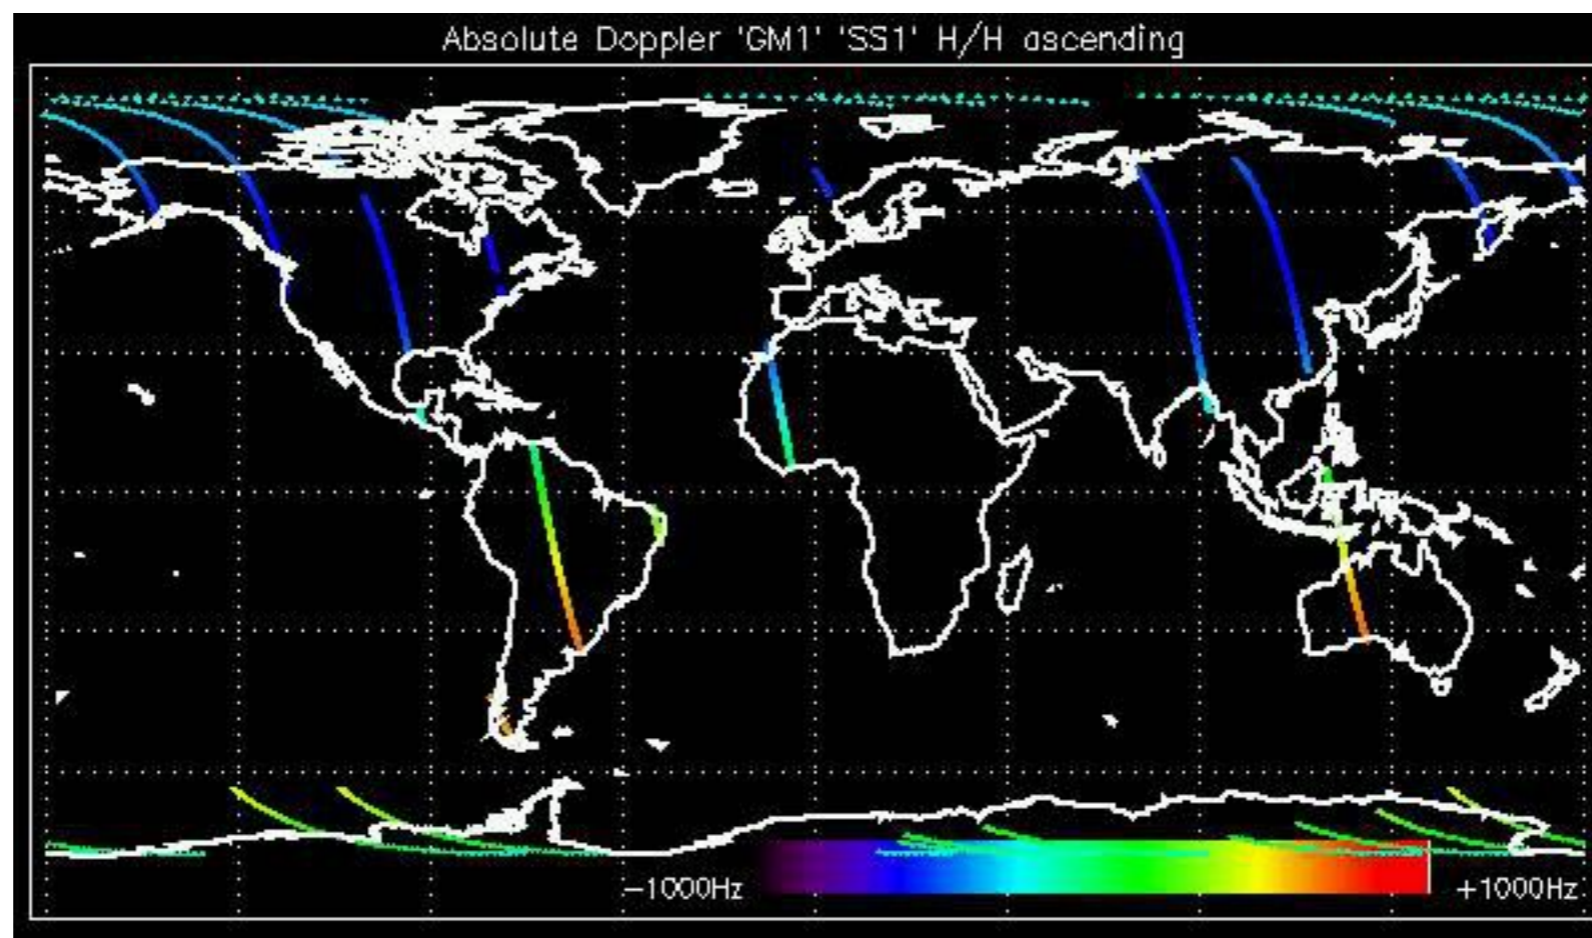 Absolute Doppler 'GM1' 'SS1' H/H ascending
−1000Hz
+1000Hz